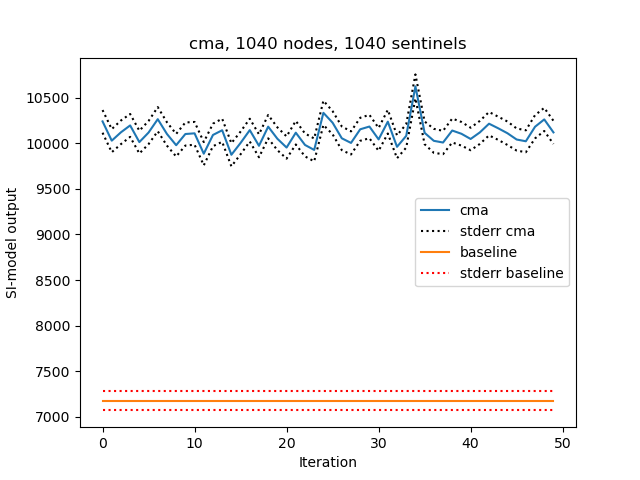 cma, 1040 nodes, 1040 sentinels
SI-model output
10500
10000
9500
9000
8500
8000
7500
7000
cma
stderr cma
baseline
stderr baseline
0
10
20
30
40
50
Iteration